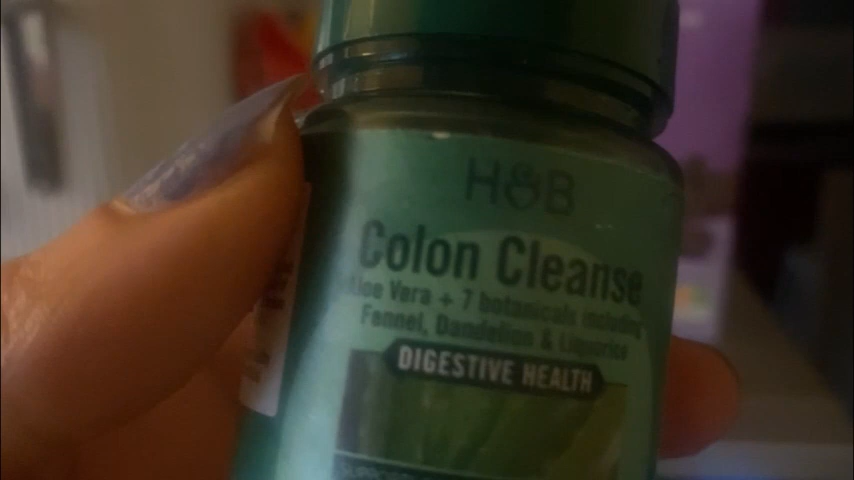 H&B
Colon Cleanse
Aloe Vera + 7 botanicals including
Fennel, Dandelion & Liquorice
DIGESTIVE HEALTH